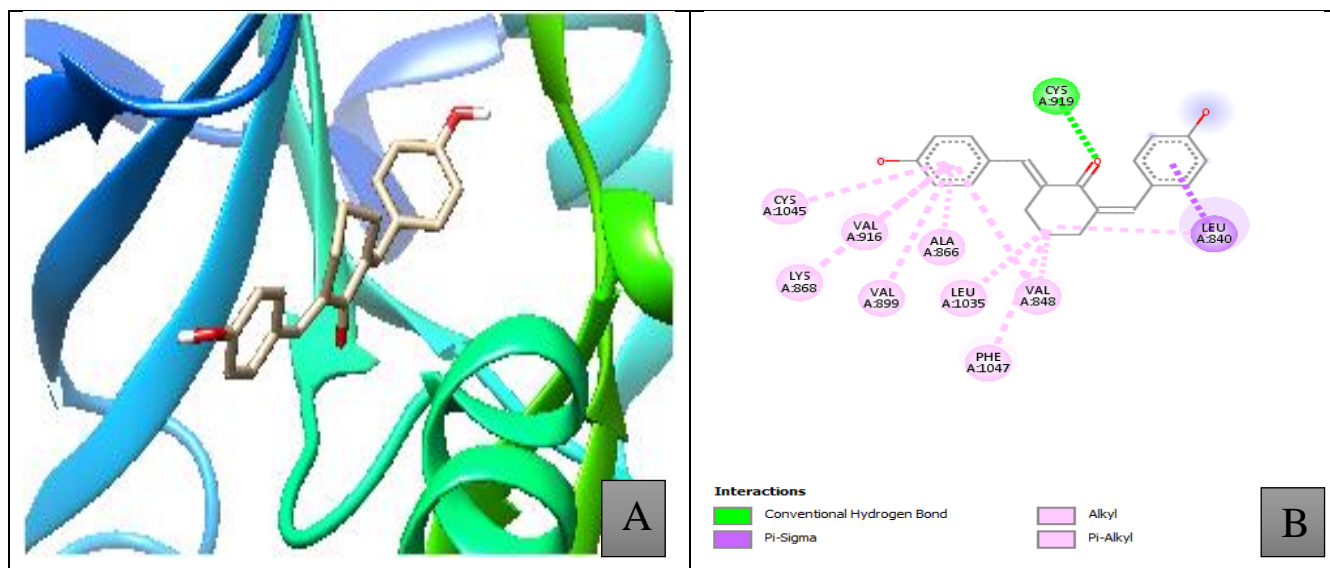 A
CYS
A:919
CYS
A:1045
VAL
A:916
ALA
A:866
LEU
A:840
LYS
A:868
VAL
A:899
LEU
A:1035
VAL
A:848
PHE
A:1047
Interactions
Conventional Hydrogen Bond
Pi-Sigma
Alkyl
Pi-Alkyl
B